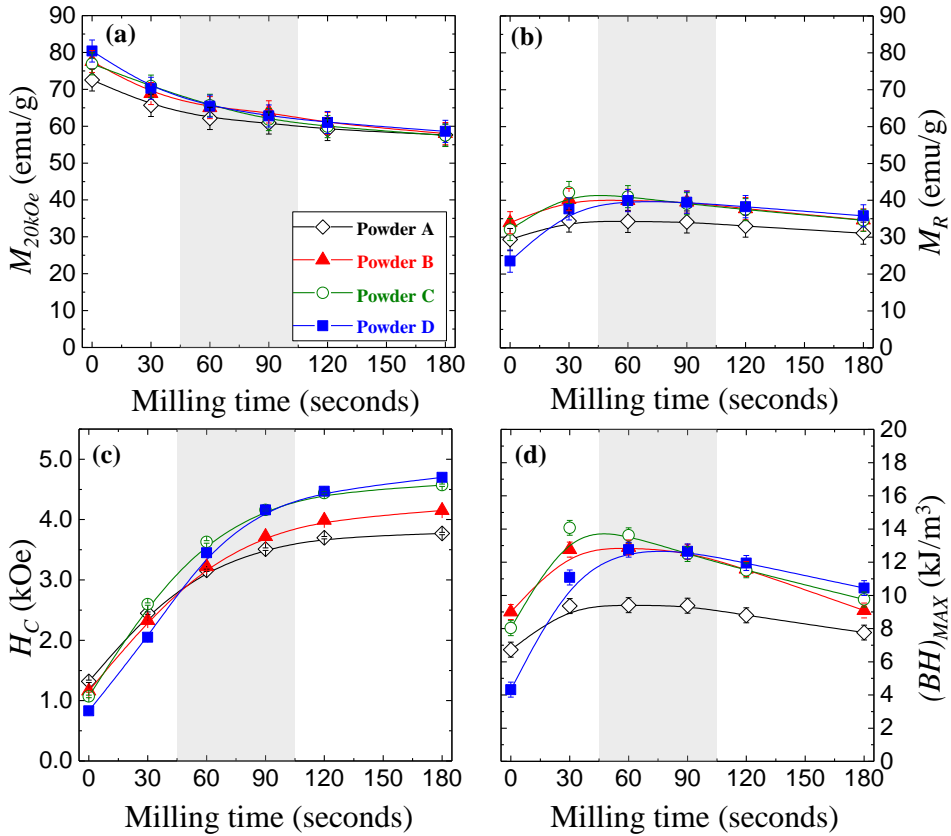 (a)
90
80
70
60
50
40
30
20
10
0
M20kOe (emu/g)
0 30 60 90 120 150 180
Milling time (seconds)
Powder A
Powder B
Powder C
Powder D
(b)
90
80
70
60
50
40
30
20
10
0
MR (emu/g)
0 30 60 90 120 150 180
Milling time (seconds)
(c)
5.0
4.0
3.0
2.0
1.0
0.0
HC (kOe)
0 30 60 90 120 150 180
Milling time (seconds)
(d)
20
18
16
14
12
10
8
6
4
2
0
(BH)MAX (kJ/m³)
0 30 60 90 120 150 180
Milling time (seconds)